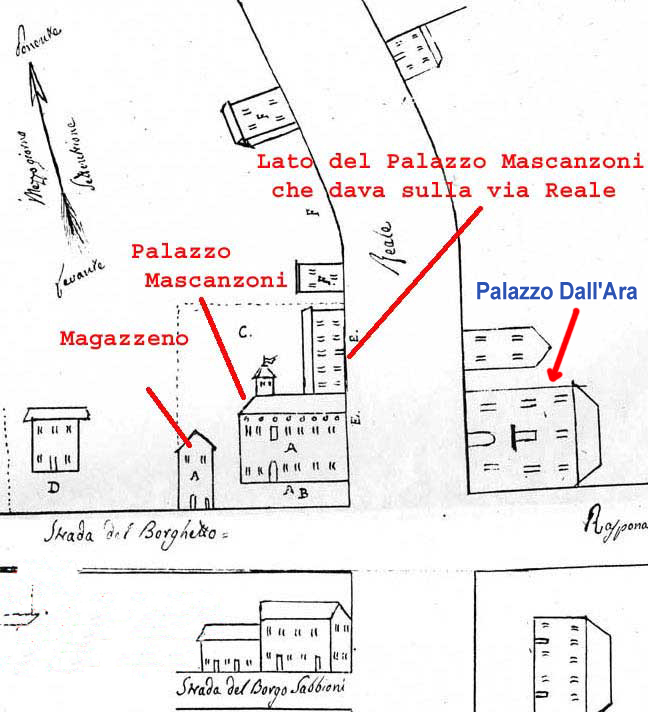 Ponente
Mezzogiorno
Settentrione
Levante
F
Lato del Palazzo Mascanzoni
che dava sulla via Reale
F
Reale
F
Palazzo
Mascanzoni
Palazzo Dall'Ara
Magazzeno
C.
E.
E.
A
A
A B
D
Strada del Borghetto =
Strada del Borgo Sabbioni